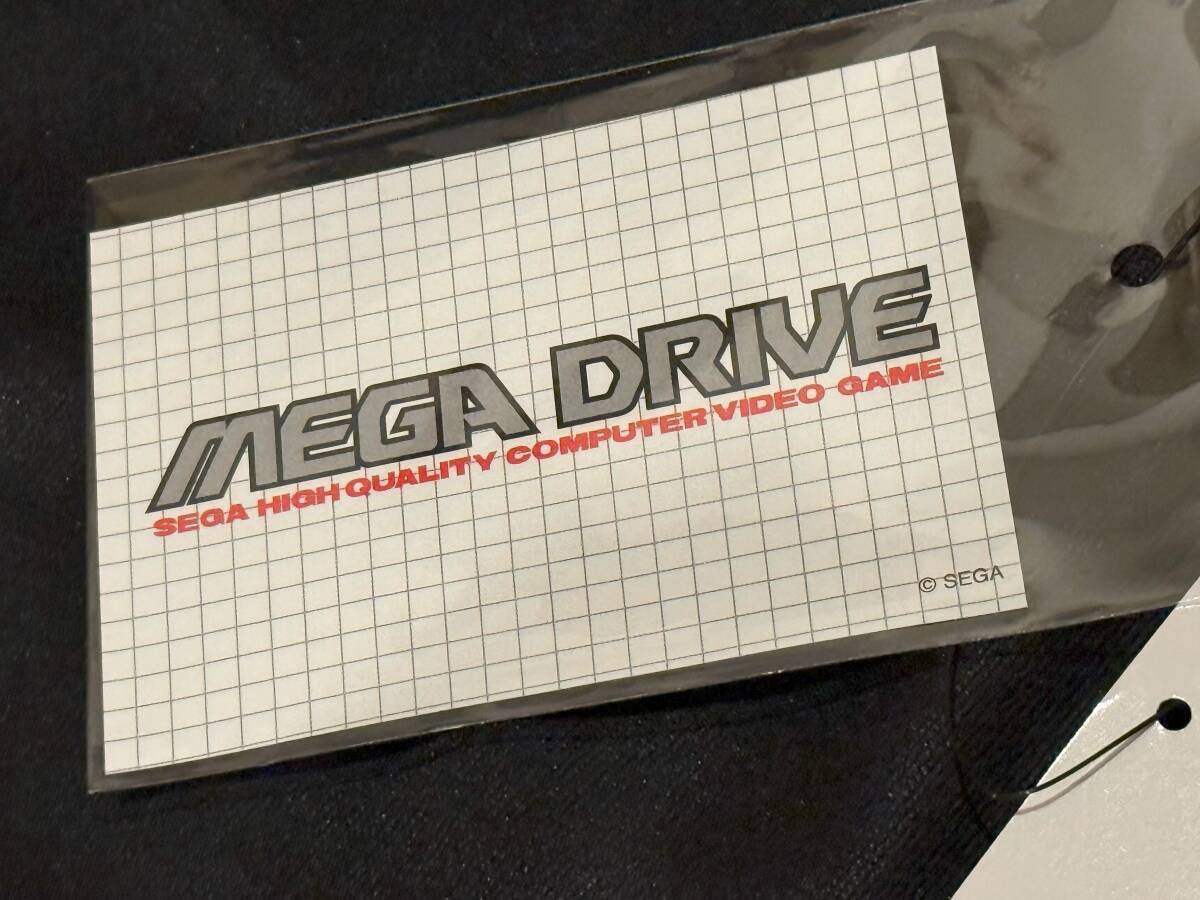 MEGA DRIVE
SEGA HIGH QUALITY COMPUTER VIDEO GAME
© SEGA